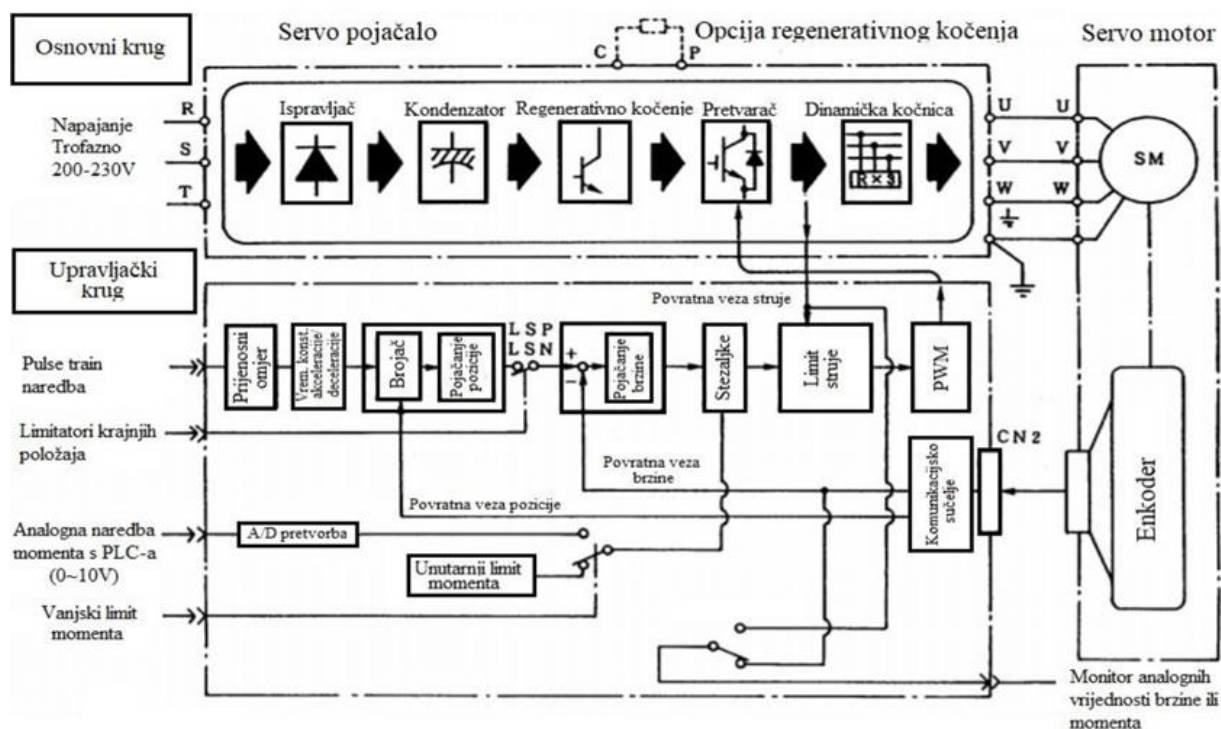 Osnovni krug
Servo pojačalo
Opcija regenerativnog kočenja
Servo motor
C
P
Ispravljač
Kondenzator
Regenerativno kočenje
Pretvarač
Dinamička kočnica
R
S
T
Napajanje
Trofazno
200-230V
R × 3
U
V
W
U
V
W
SM
Upravljački
krug
Povratna veza struje
Pulse train
naredba
Prijenosni
omjer
Vrem. konst.
akceleracije/
deceleracije
Brojač
Pojačanje
pozicije
LSP
LSN
+
−
Pojačanje
brzine
Stezaljke
Limit
struje
PWM
Limitatori krajnjih
položaja
CN2
Komunikacijsko
sučelje
Enkoder
Povratna veza
brzine
Povratna veza pozicije
Analogna naredba
momenta s PLC-a
(0~10V)
A/D pretvorba
Unutarnji limit
momenta
Vanjski limit
momenta
Monitor analognih
vrijednosti brzine ili
momenta